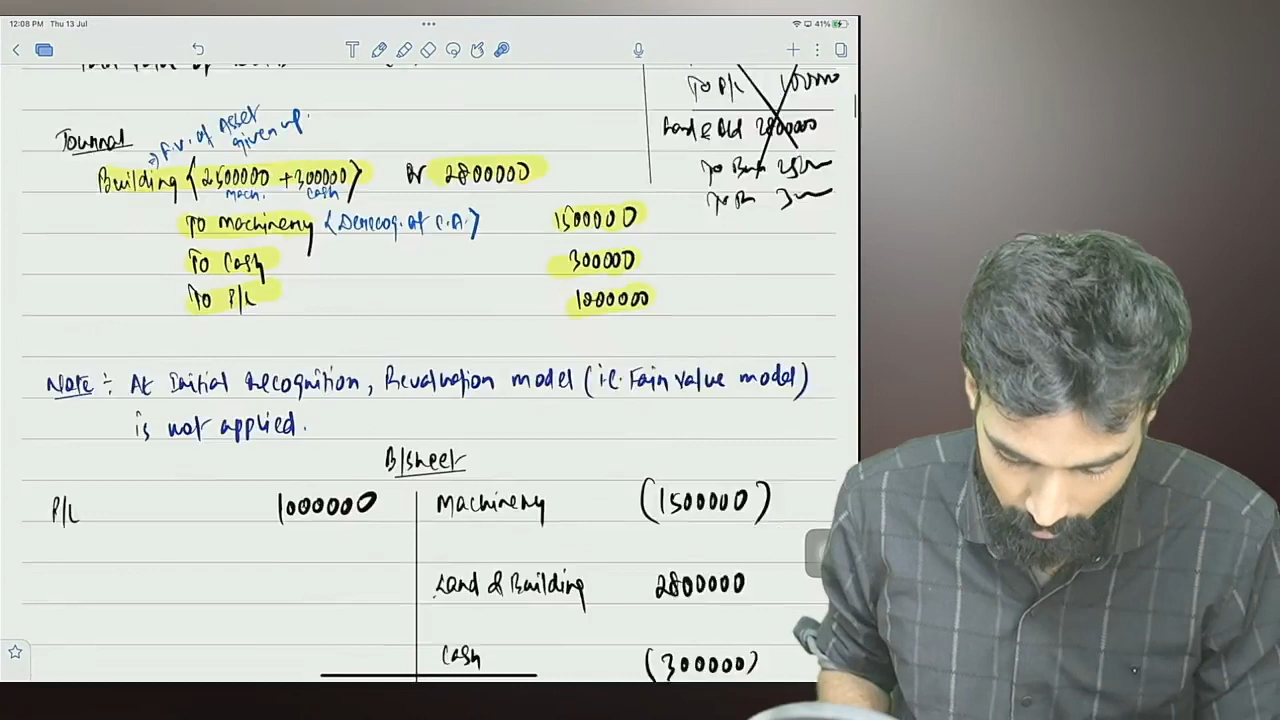 12:08 PM Thu 13 Jul
41%
To P/L
Land & Bld 2800000
Journal
→ F.V. of Asset given up.
Building {2500000 + 300000} Dr 2800000
Mach. Cash
To Machinery {Derecog. of C.A.} 1500000
To Cash 300000
To P/L 1000000
Note :- At Initial recognition, Revaluation model (i.e. Fair value model)
is not applied.
B/sheet
P/L 1000000 Machinery (1500000)
Land & Building 2800000
Cash (300000)